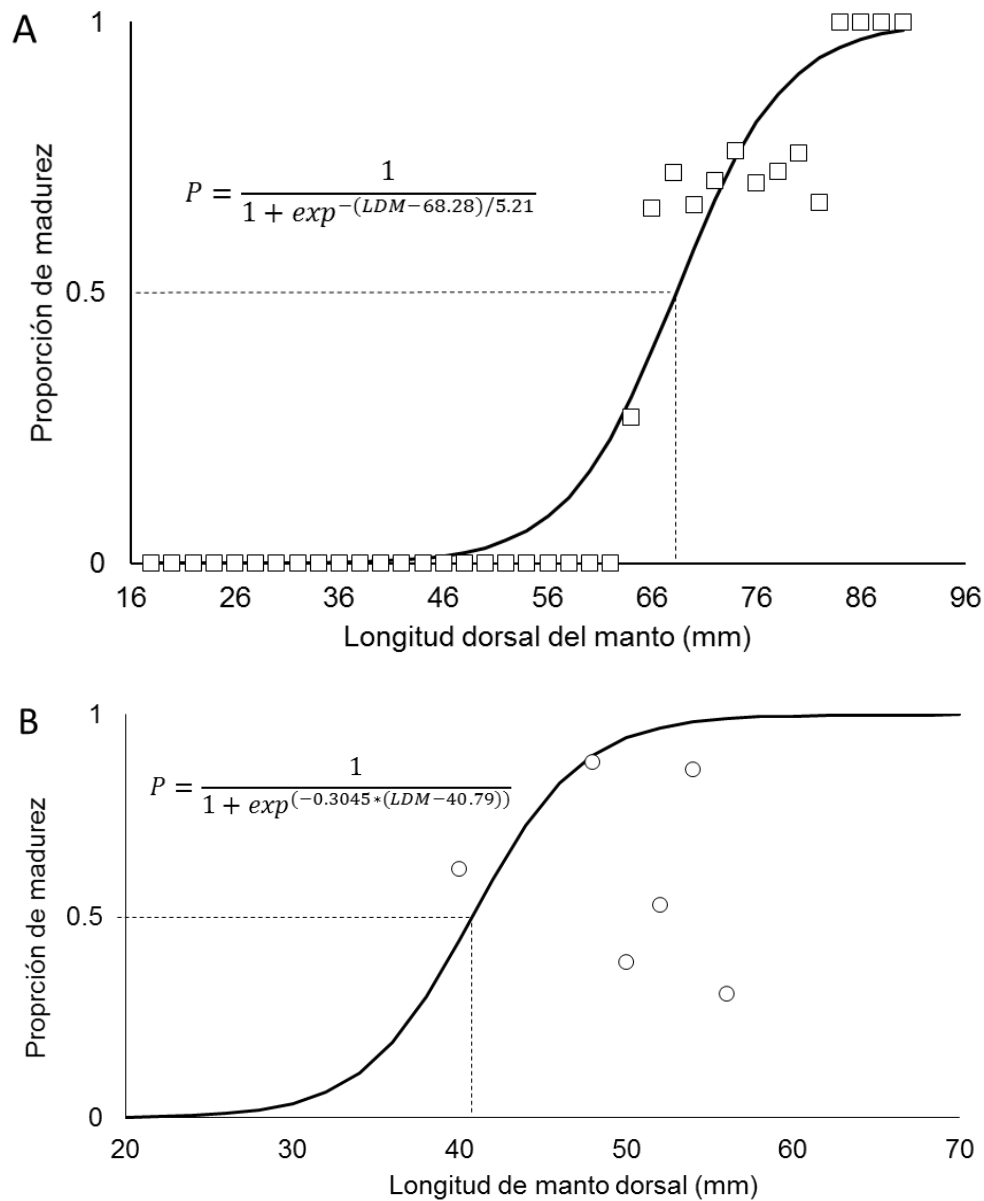 A
1
P = 1 / (1 + exp^{-(LDM-68.28)/5.21})
0.5
0
Proporción de madurez
16 26 36 46 56 66 76 86 96
Longitud dorsal del manto (mm)
B
1
P = 1 / (1 + exp^{(-0.3045*(LDM-40.79))})
0.5
0
Proprción de madurez
20 30 40 50 60 70
Longitud de manto dorsal (mm)